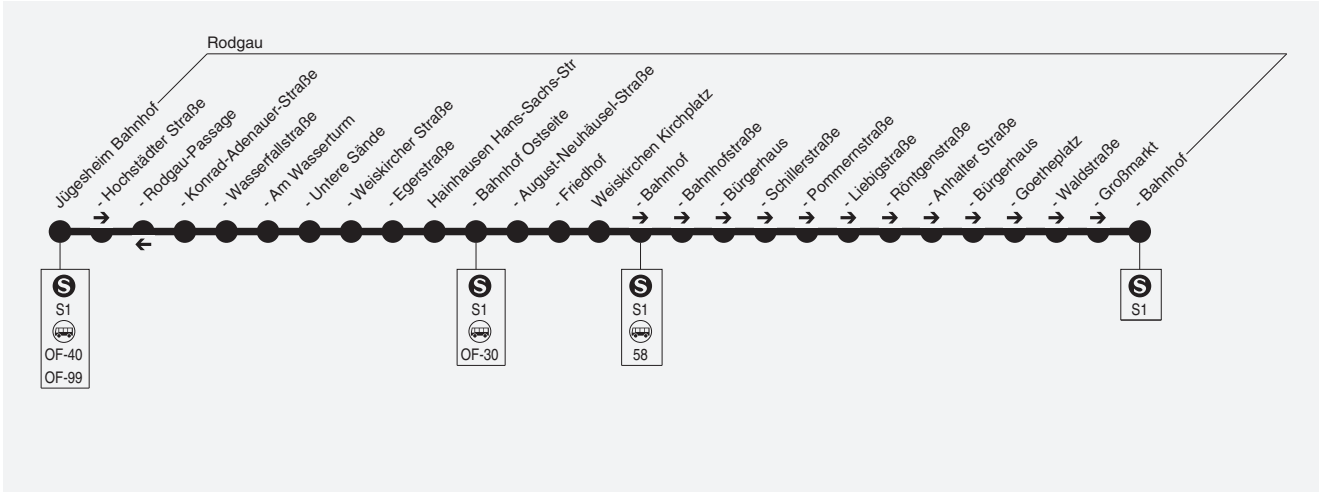 Rodgau
Jügesheim Bahnhof
- Hochstädter Straße
- Rodgau-Passage
- Konrad-Adenauer-Straße
- Wasserfallstraße
- Am Wasserturm
- Untere Sände
- Weiskircher Straße
- Egerstraße
Hainhausen Hans-Sachs-Str
- Bahnhof Ostseite
- August-Neuhäusel-Straße
- Friedhof
Weiskirchen Kirchplatz
- Bahnhof
- Bahnhofstraße
- Bürgerhaus
- Schillerstraße
- Pommernstraße
- Liebigstraße
- Röntgenstraße
- Anhalter Straße
- Bürgerhaus
- Goetheplatz
- Waldstraße
- Großmarkt
- Bahnhof
S
S1
OF-40
OF-99
S
S1
OF-30
S
S1
58
S
S1